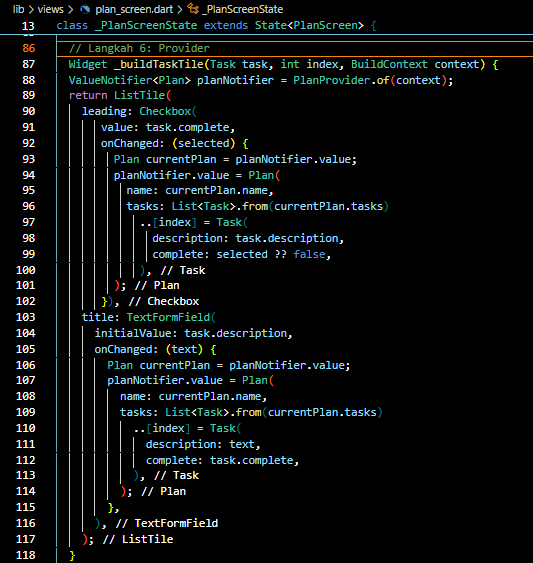 lib > views > plan_screen.dart > _PlanScreenState
13 class _PlanScreenState extends State<PlanScreen> {
86 // Langkah 6: Provider
87 Widget _buildTaskTile(Task task, int index, BuildContext context) {
88 ValueNotifier<Plan> planNotifier = PlanProvider.of(context);
89 return ListTile(
90 leading: Checkbox(
91 value: task.complete,
92 onChanged: (selected) {
93 Plan currentPlan = planNotifier.value;
94 planNotifier.value = Plan(
95 name: currentPlan.name,
96 tasks: List<Task>.from(currentPlan.tasks)
97 ..[index] = Task(
98 description: task.description,
99 complete: selected ?? false,
100 ), // Task
101 ); // Plan
102 }), // Checkbox
103 title: TextFormField(
104 initialValue: task.description,
105 onChanged: (text) {
106 Plan currentPlan = planNotifier.value;
107 planNotifier.value = Plan(
108 name: currentPlan.name,
109 tasks: List<Task>.from(currentPlan.tasks)
110 ..[index] = Task(
111 description: text,
112 complete: task.complete,
113 ), // Task
114 ); // Plan
115 },
116 ), // TextFormField
117 ); // ListTile
118 }